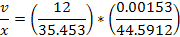 v/x = (12/35.453) * (0.00153/44.5912)